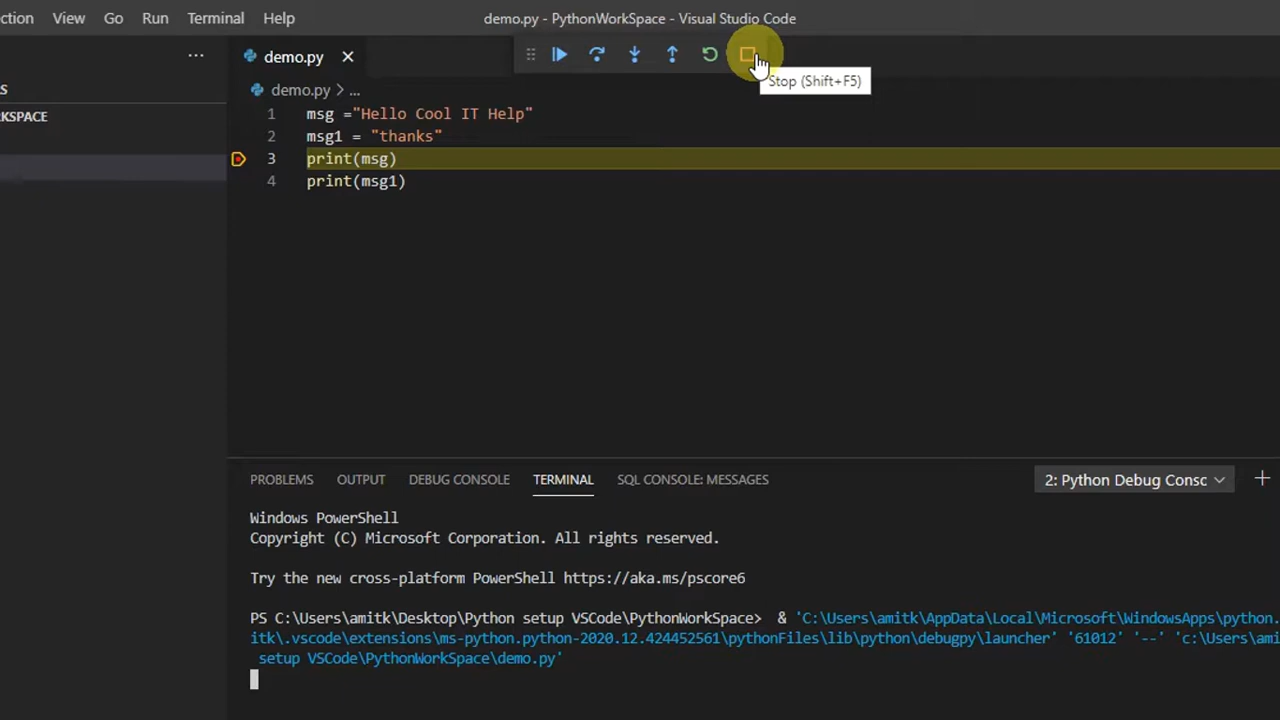 ction View Go Run Terminal Help demo.py - PythonWorkSpace - Visual Studio Code
demo.py
Stop (Shift+F5)
S
demo.py > ...
KSPACE
1 msg ="Hello Cool IT Help"
2 msg1 = "thanks"
3 print(msg)
4 print(msg1)
PROBLEMS OUTPUT DEBUG CONSOLE TERMINAL SQL CONSOLE: MESSAGES 2: Python Debug Consc
Windows PowerShell
Copyright (C) Microsoft Corporation. All rights reserved.
Try the new cross-platform PowerShell https://aka.ms/pscore6
PS C:\Users\amitk\Desktop\Python setup VSCode\PythonWorkSpace> & 'C:\Users\amitk\AppData\Local\Microsoft\WindowsApps\python.
itk\.vscode\extensions\ms-python.python-2020.12.424452561\pythonFiles\lib\python\debugpy\launcher' '61012' '--' 'c:\Users\ami
setup VSCode\PythonWorkSpace\demo.py'